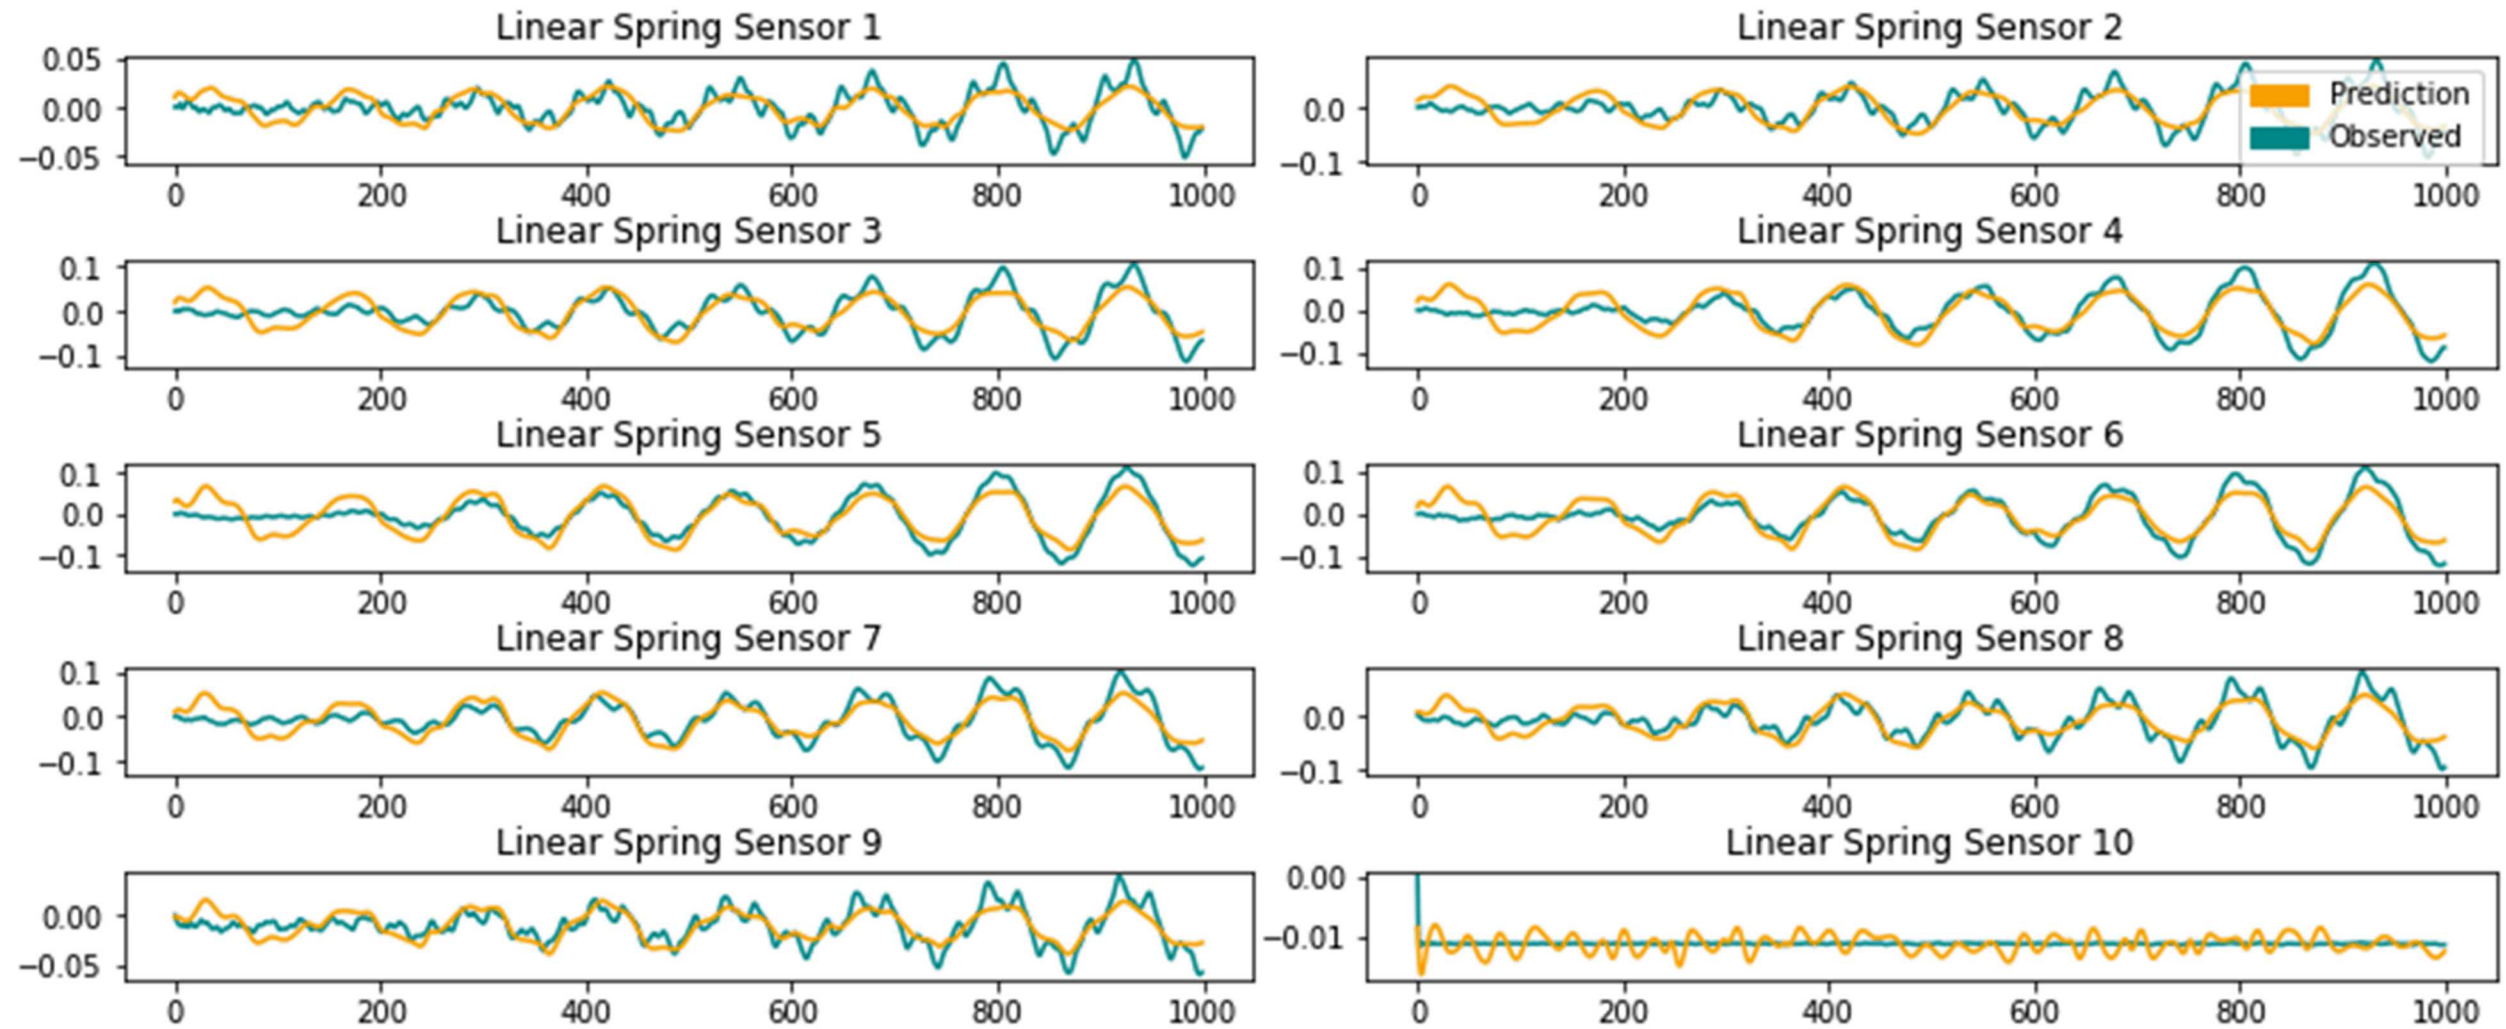 Linear Spring Sensor 1
0.05
0.00
−0.05
0 200 400 600 800 1000
Linear Spring Sensor 2
0.0
−0.1
Prediction
Observed
0 200 400 600 800 1000
Linear Spring Sensor 3
0.1
0.0
−0.1
0 200 400 600 800 1000
Linear Spring Sensor 4
0.1
0.0
−0.1
0 200 400 600 800 1000
Linear Spring Sensor 5
0.1
0.0
−0.1
0 200 400 600 800 1000
Linear Spring Sensor 6
0.1
0.0
−0.1
0 200 400 600 800 1000
Linear Spring Sensor 7
0.1
0.0
−0.1
0 200 400 600 800 1000
Linear Spring Sensor 8
0.0
−0.1
0 200 400 600 800 1000
Linear Spring Sensor 9
0.00
−0.05
0 200 400 600 800 1000
Linear Spring Sensor 10
0.00
−0.01
0 200 400 600 800 1000